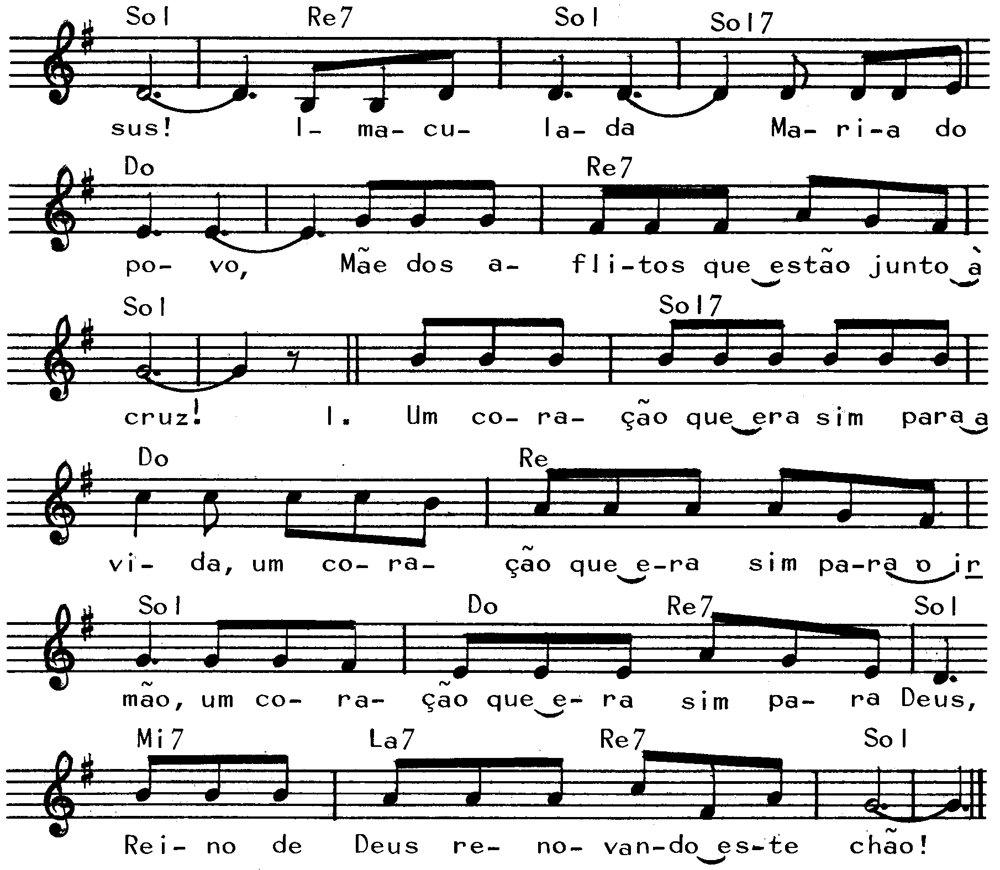 Sol Re7 Sol Sol7
sus! I- ma- cu- la- da Ma- ri-a do
Do Re7
po- vo, Mãe dos a- fli-tos que estão junto à
Sol Sol7
cruz! 1. Um co- ra- ção que era sim para a
Do Re
vi- da, um co- ra- ção que e-ra sim pa-ra o ir
Sol Do Re7 Sol
mão, um co- ra- ção que e- ra sim pa- ra Deus,
Mi7 La7 Re7 Sol
Rei- no de Deus re- no- van-do es-te chão!